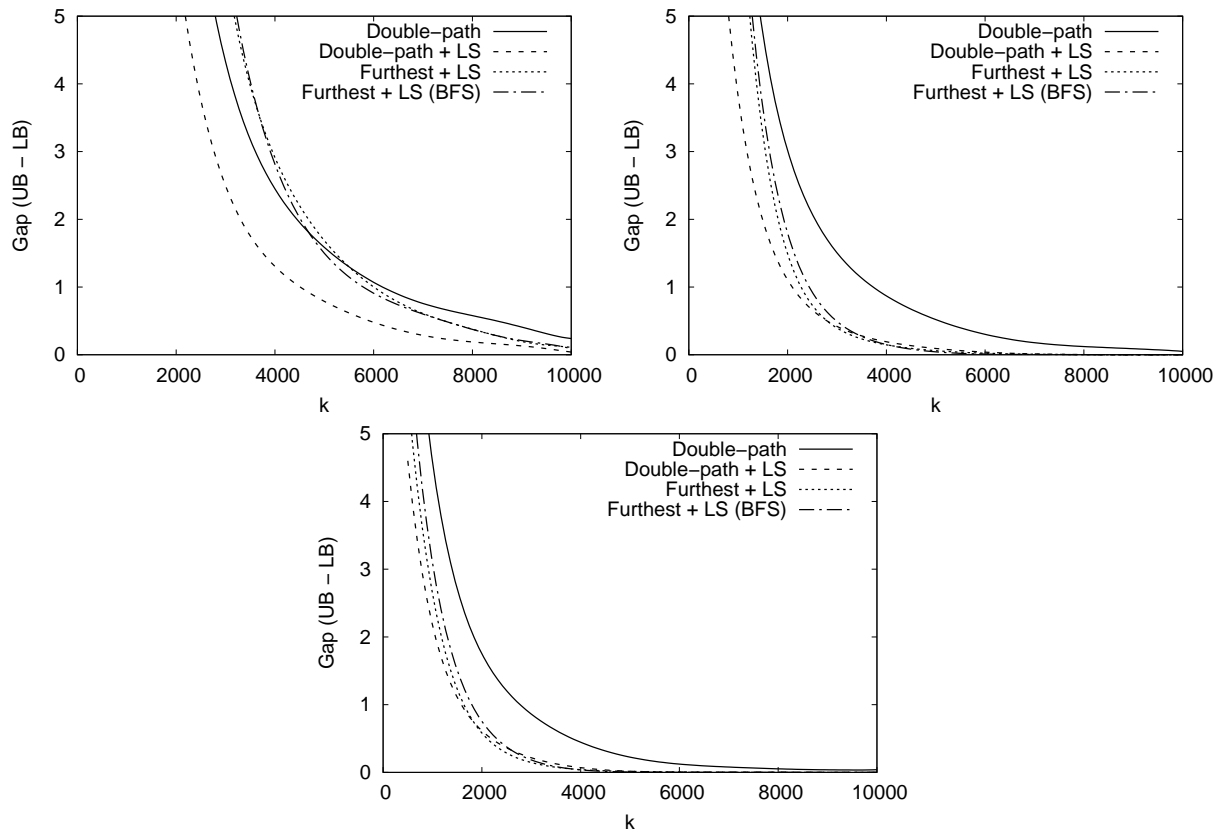 5
4
3
2
1
0
Gap (UB − LB)
0 2000 4000 6000 8000 10000
k
Double−path
Double−path + LS
Furthest + LS
Furthest + LS (BFS)
5
4
3
2
1
0
Gap (UB − LB)
0 2000 4000 6000 8000 10000
k
Double−path
Double−path + LS
Furthest + LS
Furthest + LS (BFS)
5
4
3
2
1
0
Gap (UB − LB)
0 2000 4000 6000 8000 10000
k
Double−path
Double−path + LS
Furthest + LS
Furthest + LS (BFS)